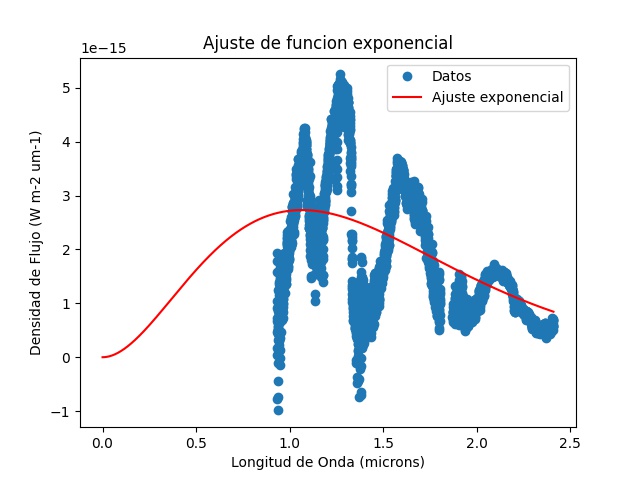 Ajuste de funcion exponencial
1e−15
Datos
Ajuste exponencial
5
4
3
2
1
0
−1
Densidad de Flujo (W m-2 um-1)
0.0 0.5 1.0 1.5 2.0 2.5
Longitud de Onda (microns)